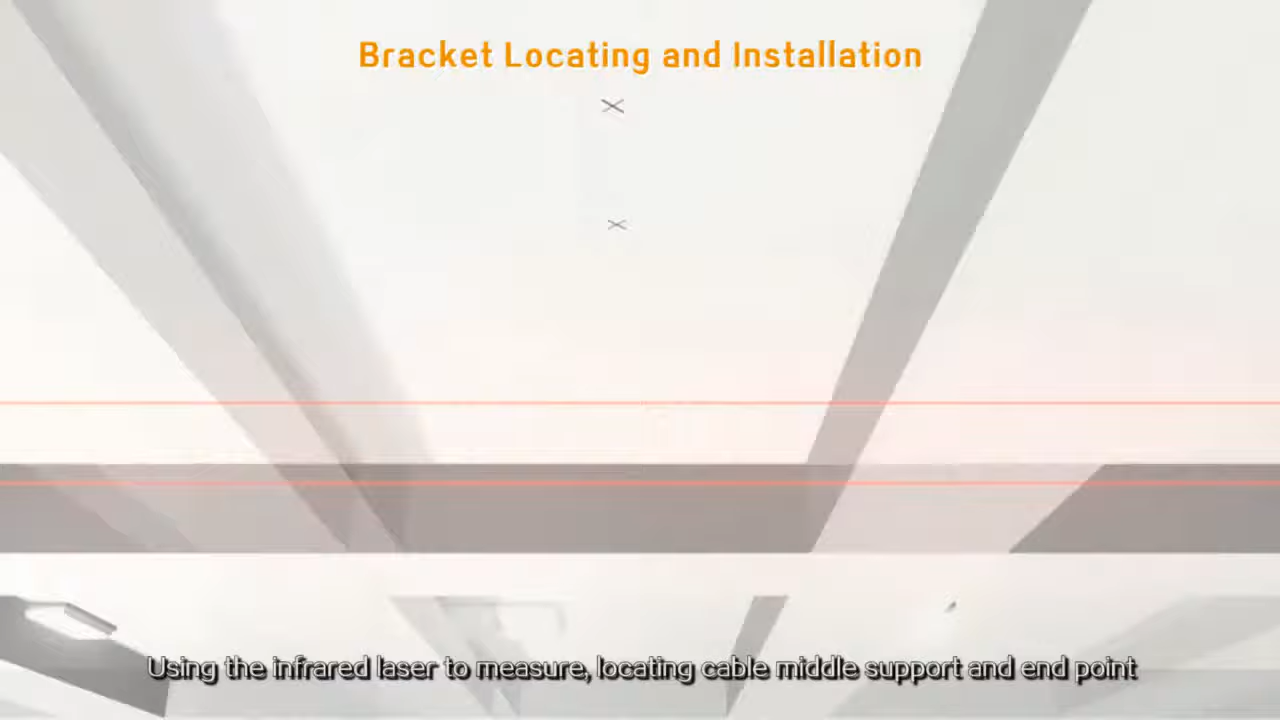 Bracket Locating and Installation
Using the infrared laser to measure, locating cable middle support and end point